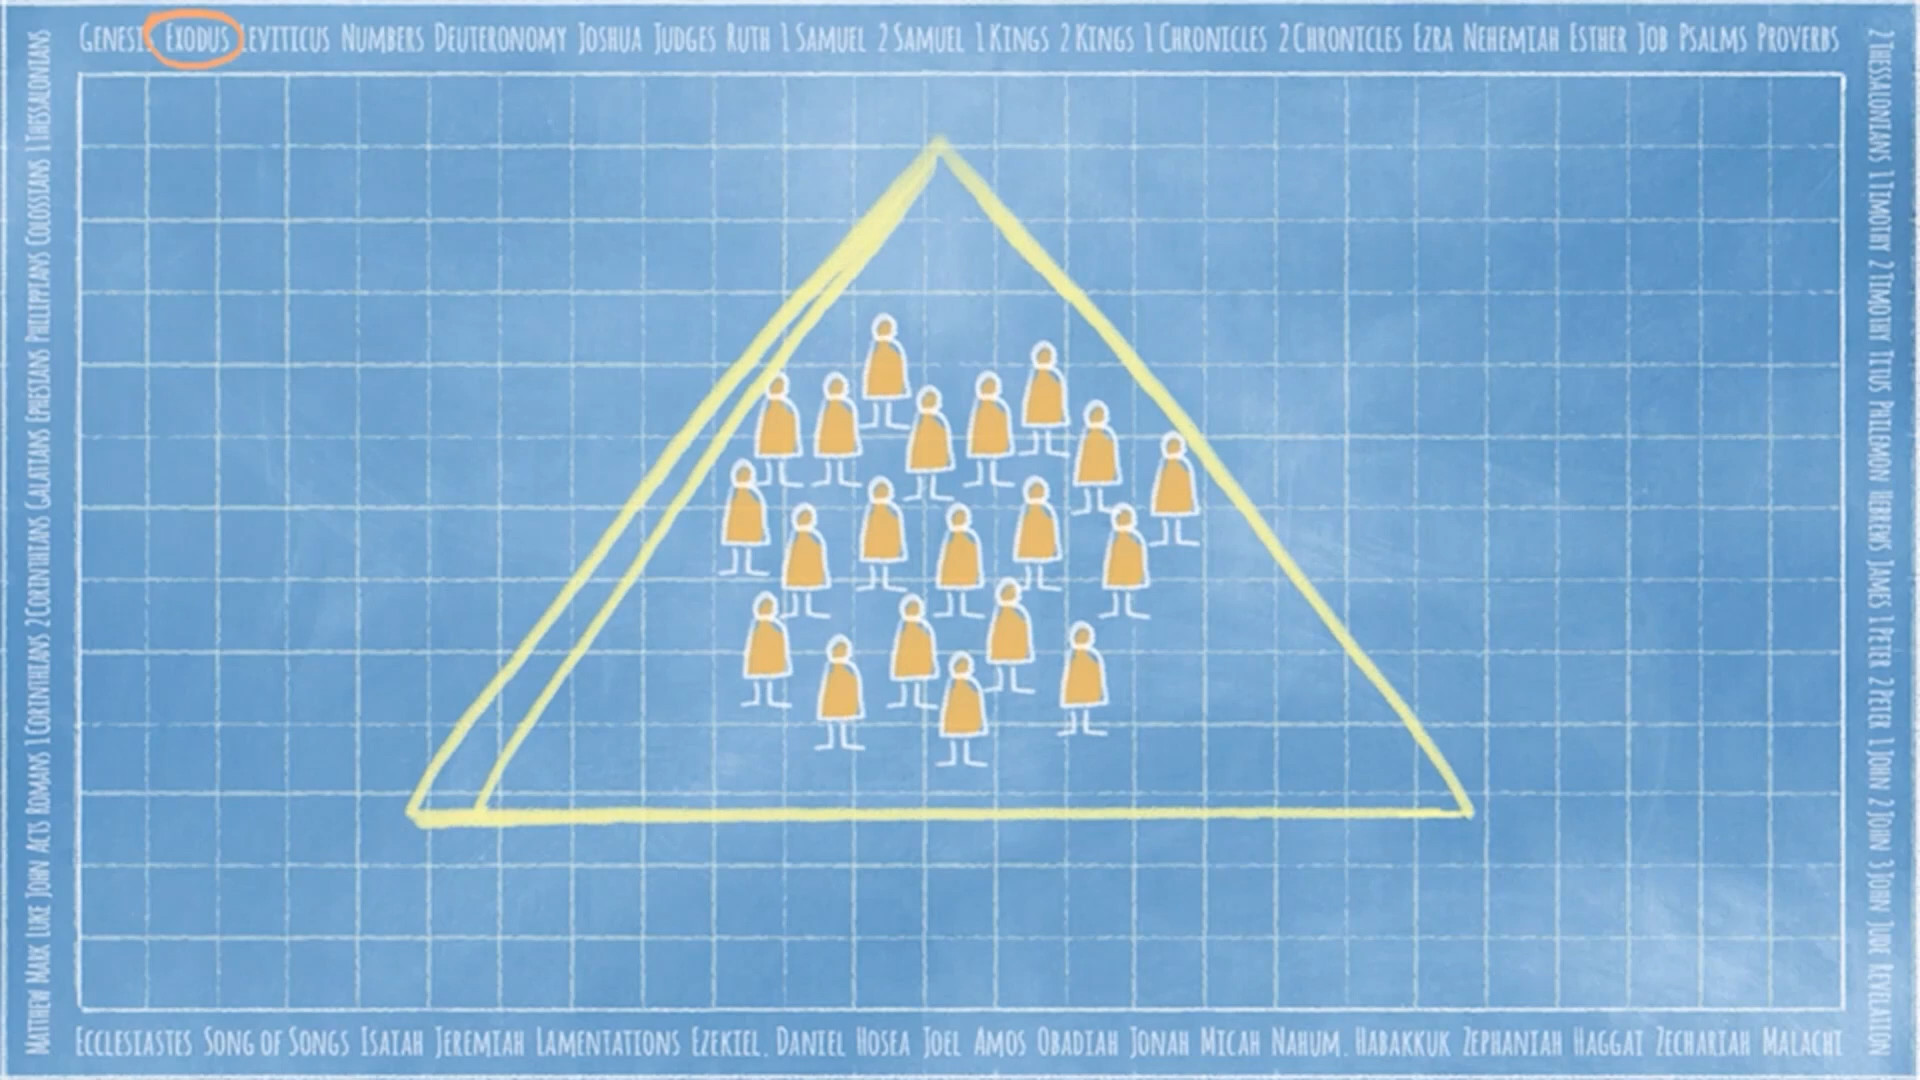 Genesis Exodus Leviticus Numbers Deuteronomy Joshua Judges Ruth 1 Samuel 2 Samuel 1 Kings 2 Kings 1 Chronicles 2 Chronicles Ezra Nehemiah Esther Job Psalms Proverbs
Ecclesiastes Song of Songs Isaiah Jeremiah Lamentations Ezekiel. Daniel Hosea Joel Amos Obadiah Jonah Micah Nahum. Habakkuk Zephaniah Haggai Zechariah Malachi
Matthew Mark Luke John Acts Romans 1 Corinthians 2 Corinthians Galatians Ephesians Philippians Colossians 1 Thessalonians
2 Thessalonians 1 Timothy 2 Timothy Titus Philemon Hebrews James 1 Peter 2 Peter 1 John 2 John 3 John Jude Revelation